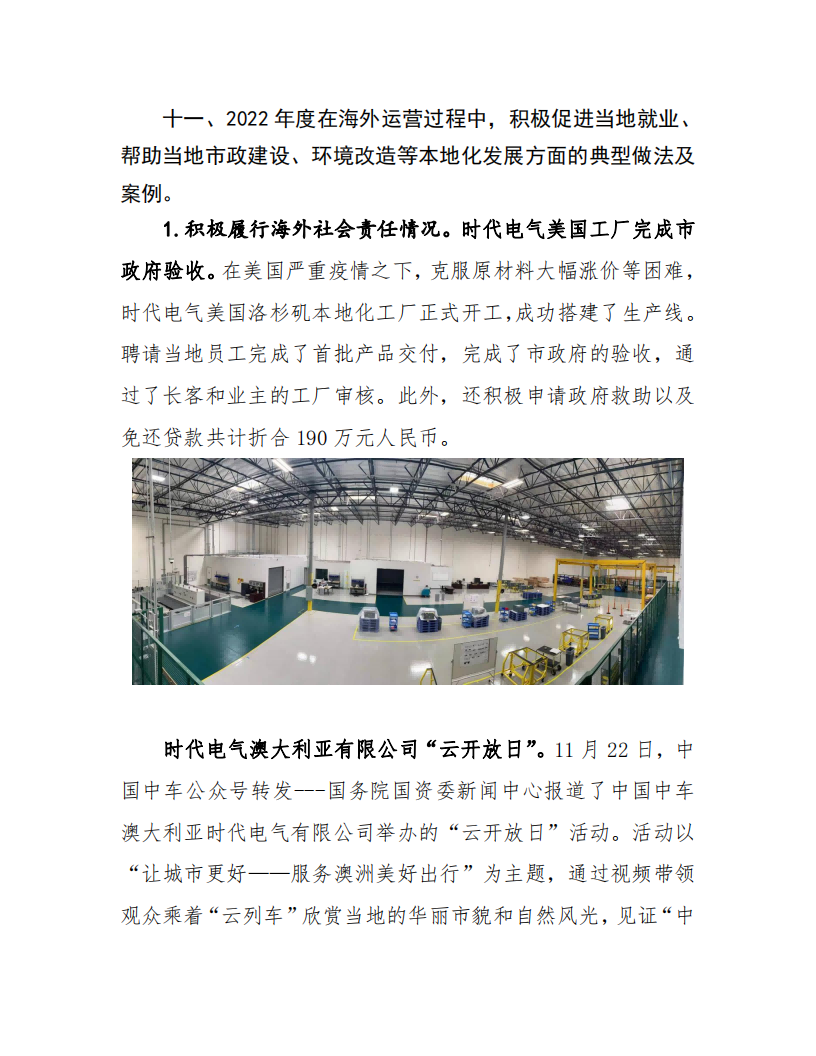 十一、2022 年度在海外运营过程中，积极促进当地就业、
帮助当地市政建设、环境改造等本地化发展方面的典型做法及
案例。
1.积极履行海外社会责任情况。时代电气美国工厂完成市
政府验收。在美国严重疫情之下，克服原材料大幅涨价等困难，
时代电气美国洛杉矶本地化工厂正式开工，成功搭建了生产线。
聘请当地员工完成了首批产品交付，完成了市政府的验收，通
过了长客和业主的工厂审核。此外，还积极申请政府救助以及
免还贷款共计折合 190 万元人民币。
时代电气澳大利亚有限公司“云开放日”。11 月 22 日，中
国中车公众号转发---国务院国资委新闻中心报道了中国中车
澳大利亚时代电气有限公司举办的“云开放日”活动。活动以
“让城市更好——服务澳洲美好出行”为主题，通过视频带领
观众乘着“云列车”欣赏当地的华丽市貌和自然风光，见证“中